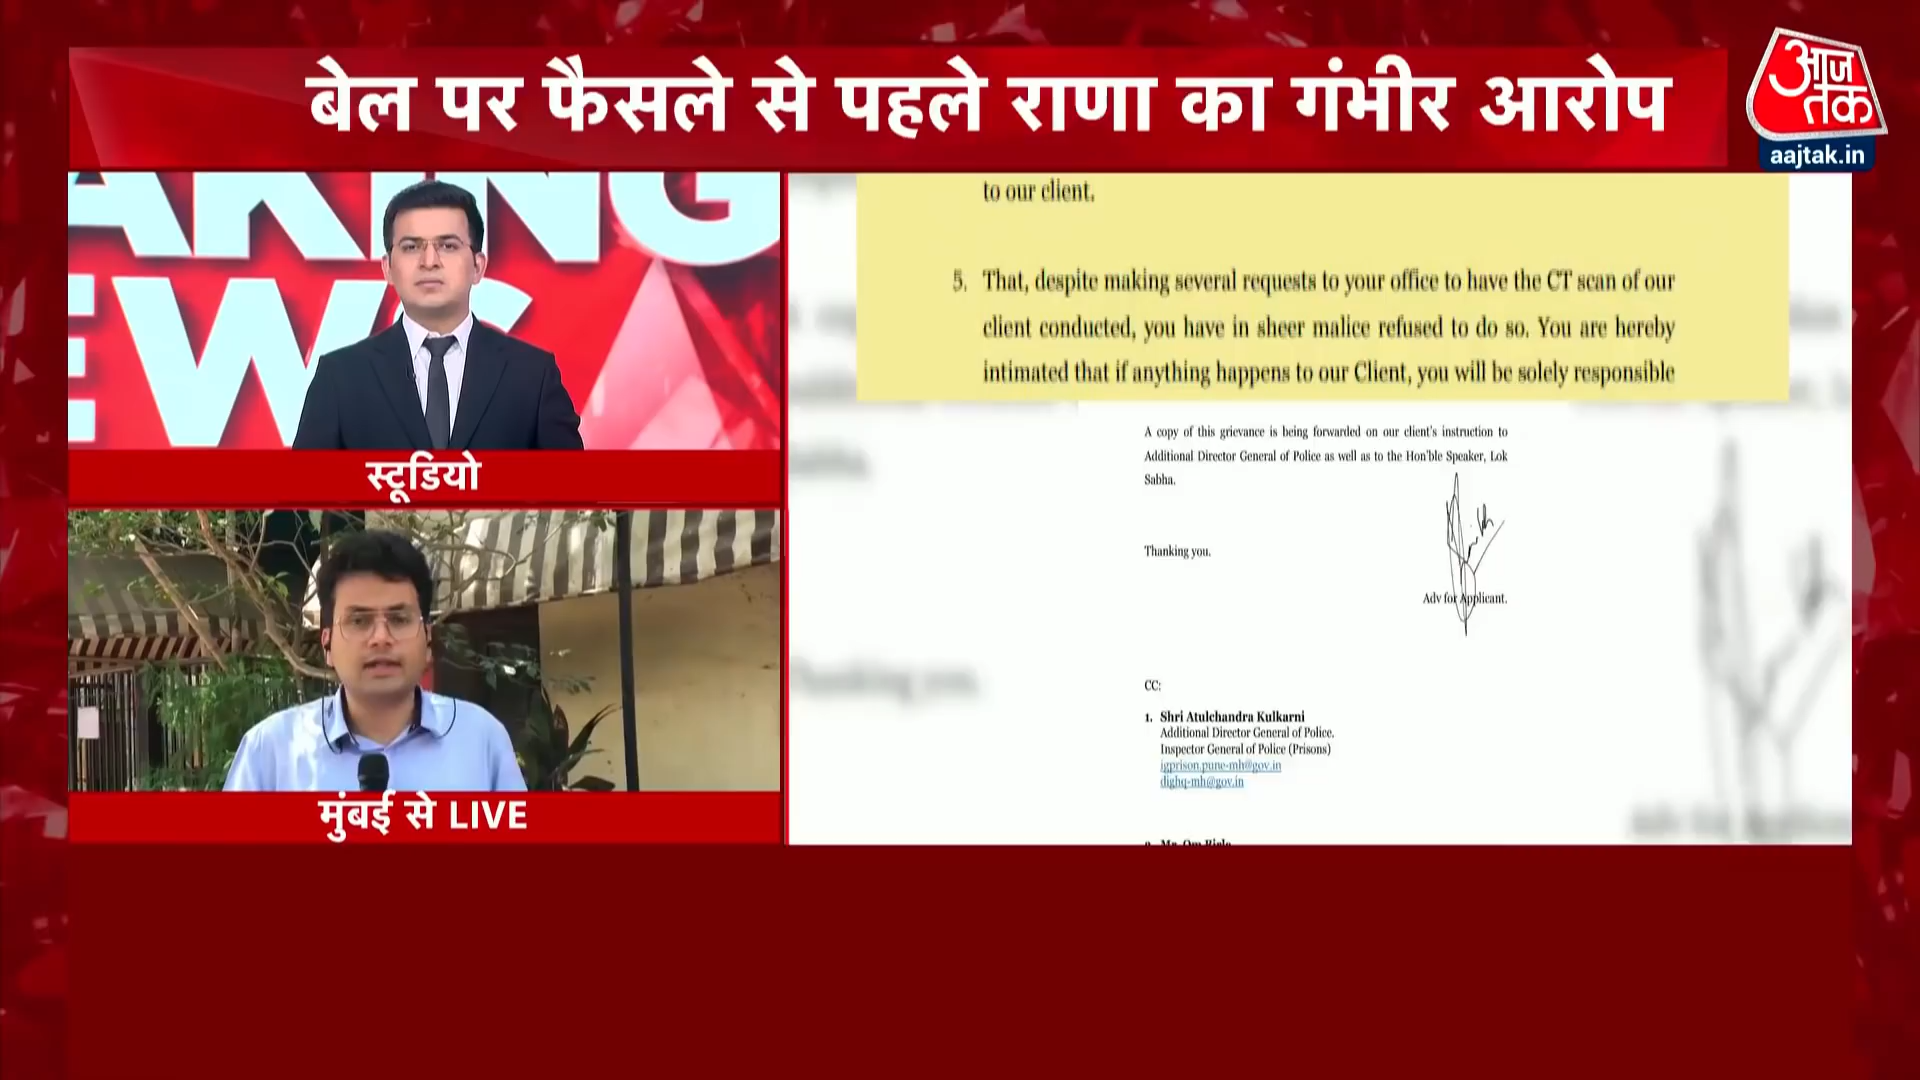 बेल पर फैसले से पहले राणा का गंभीर आरोप
आज
तक
aajtak.in
स्टूडियो
मुंबई से LIVE
to our client.
5. That, despite making several requests to your office to have the CT scan of our
client conducted, you have in sheer malice refused to do so. You are hereby
intimated that if anything happens to our Client, you will be solely responsible
A copy of this grievance is being forwarded on our client's instruction to
Additional Director General of Police as well as to the Hon'ble Speaker, Lok
Sabha.
Thanking you.
Adv for Applicant.
CC:
1. Shri Atulchandra Kulkarni
Additional Director General of Police.
Inspector General of Police (Prisons)
igprison.pune-mh@gov.in
dighq-mh@gov.in